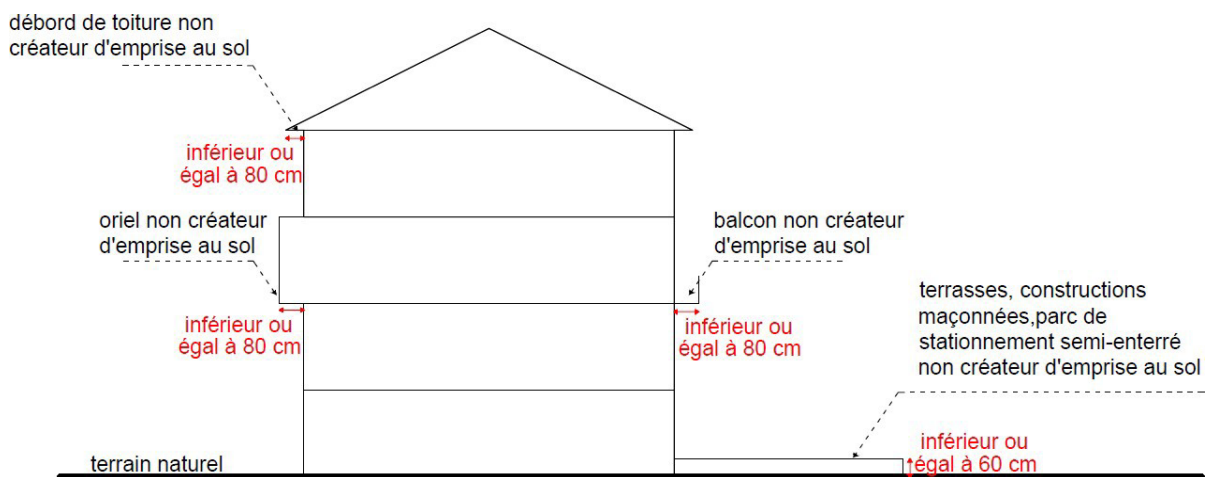 débord de toiture non
créateur d'emprise au sol
inférieur ou
égal à 80 cm
oriel non créateur
d'emprise au sol
balcon non créateur
d'emprise au sol
inférieur ou
égal à 80 cm
inférieur ou
égal à 80 cm
terrasses, constructions
maçonnées,parc de
stationnement semi-enterré
non créateur d'emprise au sol
inférieur ou
égal à 60 cm
terrain naturel